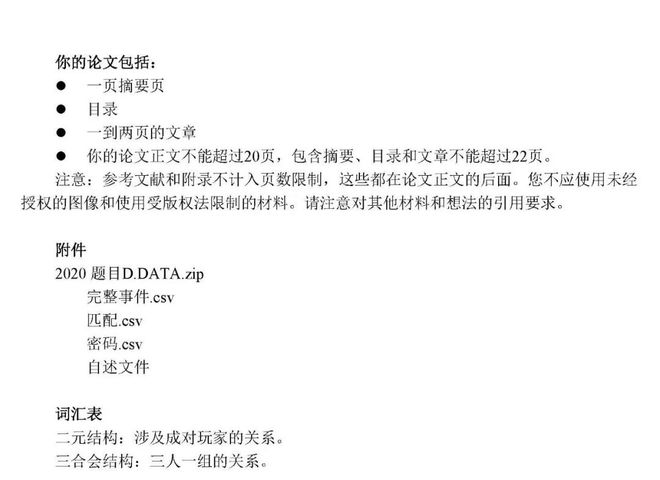 你的论文包括：
● 一页摘要页
● 目录
● 一到两页的文章
● 你的论文正文不能超过20页，包含摘要、目录和文章不能超过22页。
注意：参考文献和附录不计入页数限制，这些都在论文正文的后面。您不应使用未经
授权的图像和使用受版权法限制的材料。请注意对其他材料和想法的引用要求。
附件
2020 题目D.DATA.zip
完整事件.csv
匹配.csv
密码.csv
自述文件
词汇表
二元结构：涉及成对玩家的关系。
三合会结构：三人一组的关系。